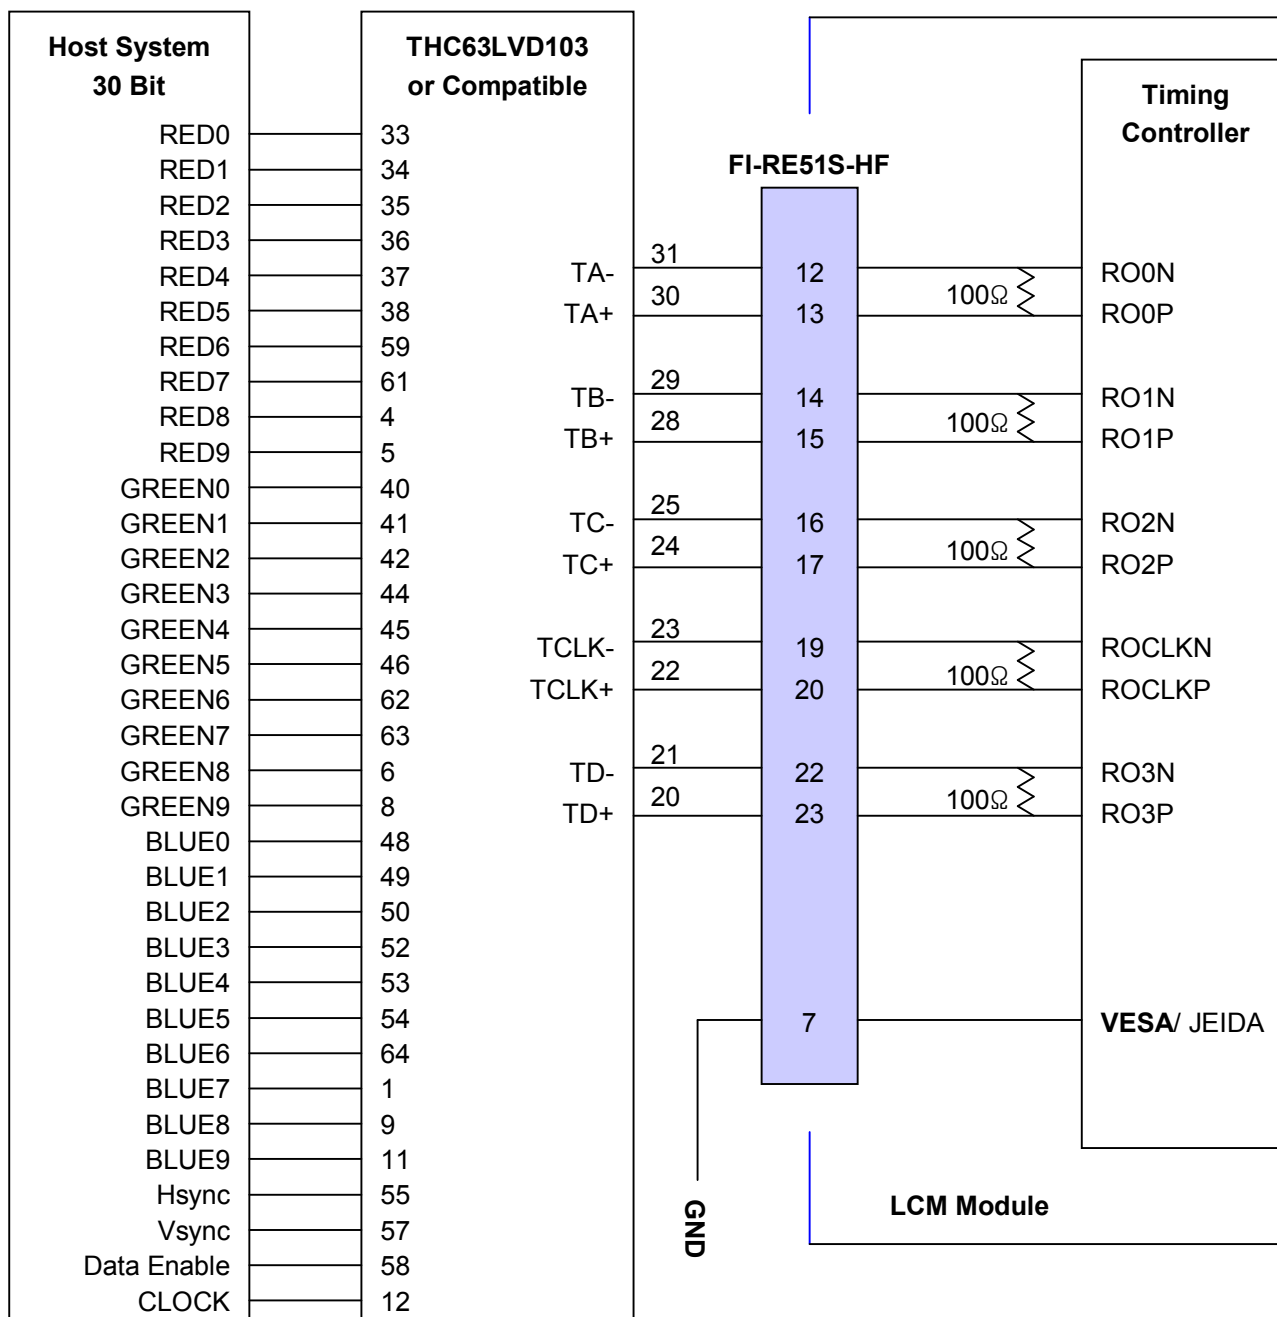 Host System
30 Bit
RED0 33
RED1 34
RED2 35
RED3 36
RED4 37
RED5 38
RED6 59
RED7 61
RED8 4
RED9 5
GREEN0 40
GREEN1 41
GREEN2 42
GREEN3 44
GREEN4 45
GREEN5 46
GREEN6 62
GREEN7 63
GREEN8 6
GREEN9 8
BLUE0 48
BLUE1 49
BLUE2 50
BLUE3 52
BLUE4 53
BLUE5 54
BLUE6 64
BLUE7 1
BLUE8 9
BLUE9 11
Hsync 55
Vsync 57
Data Enable 58
CLOCK 12
THC63LVD103
or Compatible
TA- 31 12 RO0N
100Ω
TA+ 30 13 RO0P
TB- 29 14 RO1N
100Ω
TB+ 28 15 RO1P
TC- 25 16 RO2N
100Ω
TC+ 24 17 RO2P
TCLK- 23 19 ROCLKN
100Ω
TCLK+ 22 20 ROCLKP
TD- 21 22 RO3N
100Ω
TD+ 20 23 RO3P
7 VESA/ JEIDA
GND
FI-RE51S-HF
Timing
Controller
LCM Module